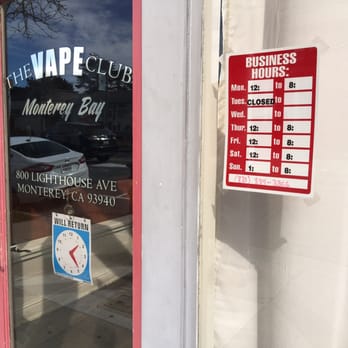 THE VAPE CLUB
Monterey Bay
800 LIGHTHOUSE AVE
MONTEREY, CA 93940
WILL RETURN
BUSINESS
HOURS:
Mon. 12: to 8:
Tues. CLOSED to
Wed. to
Thur. 12: to 8:
Fri. 12: to 8:
Sat. 12: to 8:
Sun. 1: to 8: